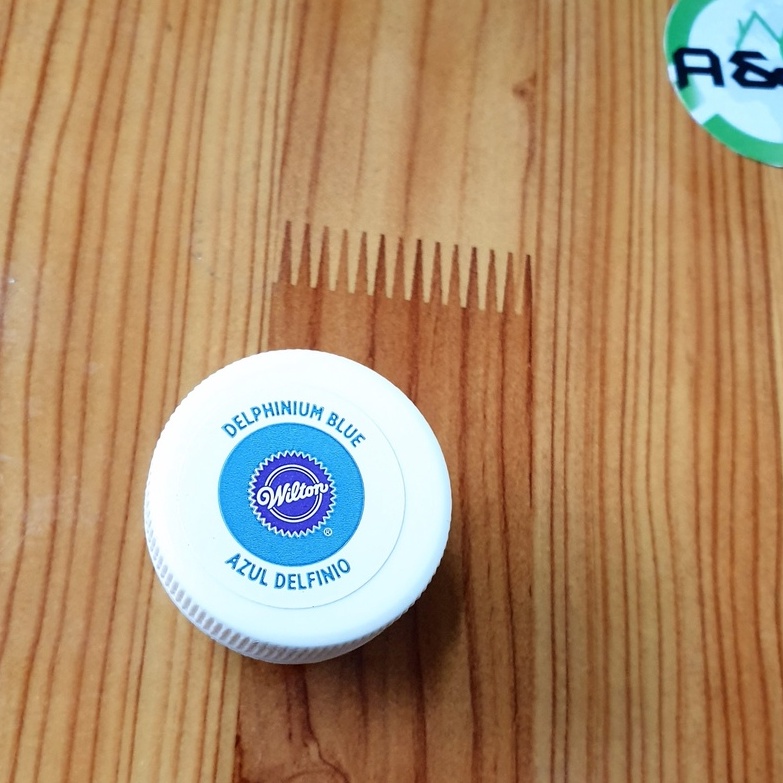 A&
DELPHINIUM BLUE
Wilton
®
AZUL DELFINIO